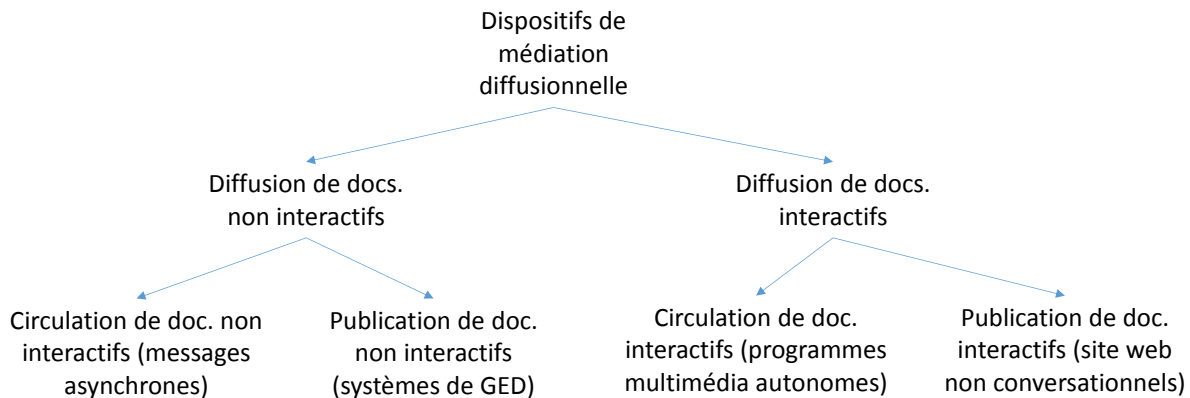 Dispositifs de
médiation
diffusionnelle
Diffusion de docs.
non interactifs
Diffusion de docs.
interactifs
Circulation de doc. non
interactifs (messages
asynchrones)
Publication de doc.
non interactifs
(systèmes de GED)
Circulation de doc.
interactifs (programmes
multimédia autonomes)
Publication de doc.
interactifs (site web
non conversationnels)